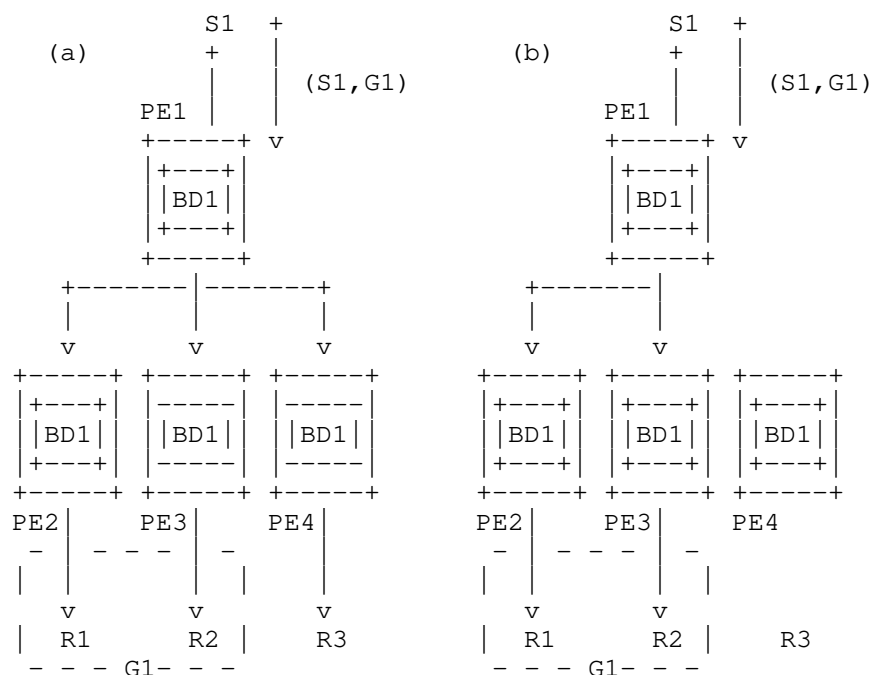 S1 + S1 +
(a) + | (b) + |
| | (S1,G1) | | (S1,G1)
PE1 | | PE1 | |
+-----+ v +-----+ v
|+---+| |+---+|
||BD1|| ||BD1||
|+---+| |+---+|
+-----+ +-----+
+-------|-------+ +-------|
| | | | |
v v v v v
+-----+ +-----+ +-----+ +-----+ +-----+ +-----+
|+---+| |-----| |-----| |+---+| |+---+| |+---+|
||BD1|| ||BD1|| ||BD1|| ||BD1|| ||BD1|| ||BD1||
|+---+| |-----| |-----| |+---+| |+---+| |+---+|
+-----+ +-----+ +-----+ +-----+ +-----+ +-----+
PE2| PE3| PE4| PE2| PE3| PE4
- | - - - | - | - | - - - | -
| | | | | | | | |
v v v v v
| R1 R2 | R3 | R1 R2 | R3
- - - G1- - - - - - G1- - -